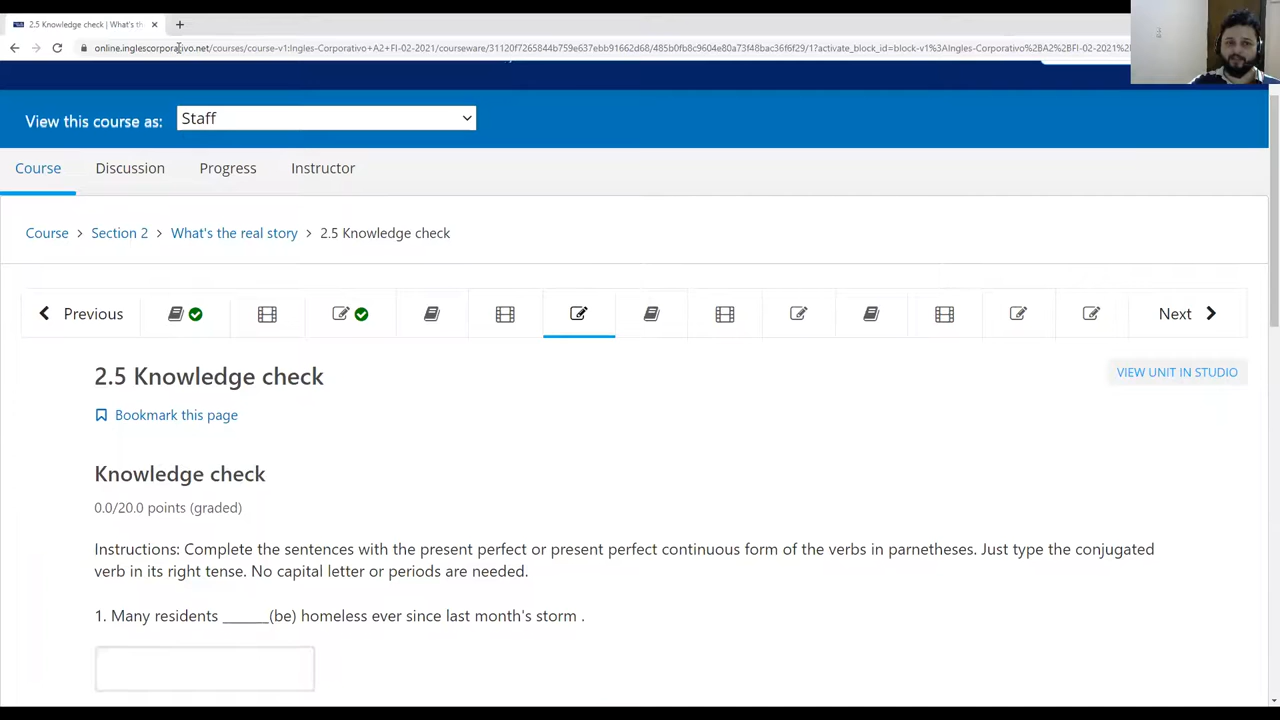 2.5 Knowledge check | What's th
online.inglescorporativo.net/courses/course-v1:Ingles-Corporativo+A2+FI-02-2021/courseware/31120f7265844b759e637ebb91662d68/485b0fb8c9604e80a73f48bac36f6f29/1?activate_block_id=block-v1%3AIngles-Corporativo%2BA2%2BFI-02-2021%
View this course as: Staff
Course Discussion Progress Instructor
Course > Section 2 > What's the real story > 2.5 Knowledge check
Previous Next
2.5 Knowledge check
VIEW UNIT IN STUDIO
Bookmark this page
Knowledge check
0.0/20.0 points (graded)
Instructions: Complete the sentences with the present perfect or present perfect continuous form of the verbs in parnetheses. Just type the conjugated
verb in its right tense. No capital letter or periods are needed.
1. Many residents ______(be) homeless ever since last month's storm .